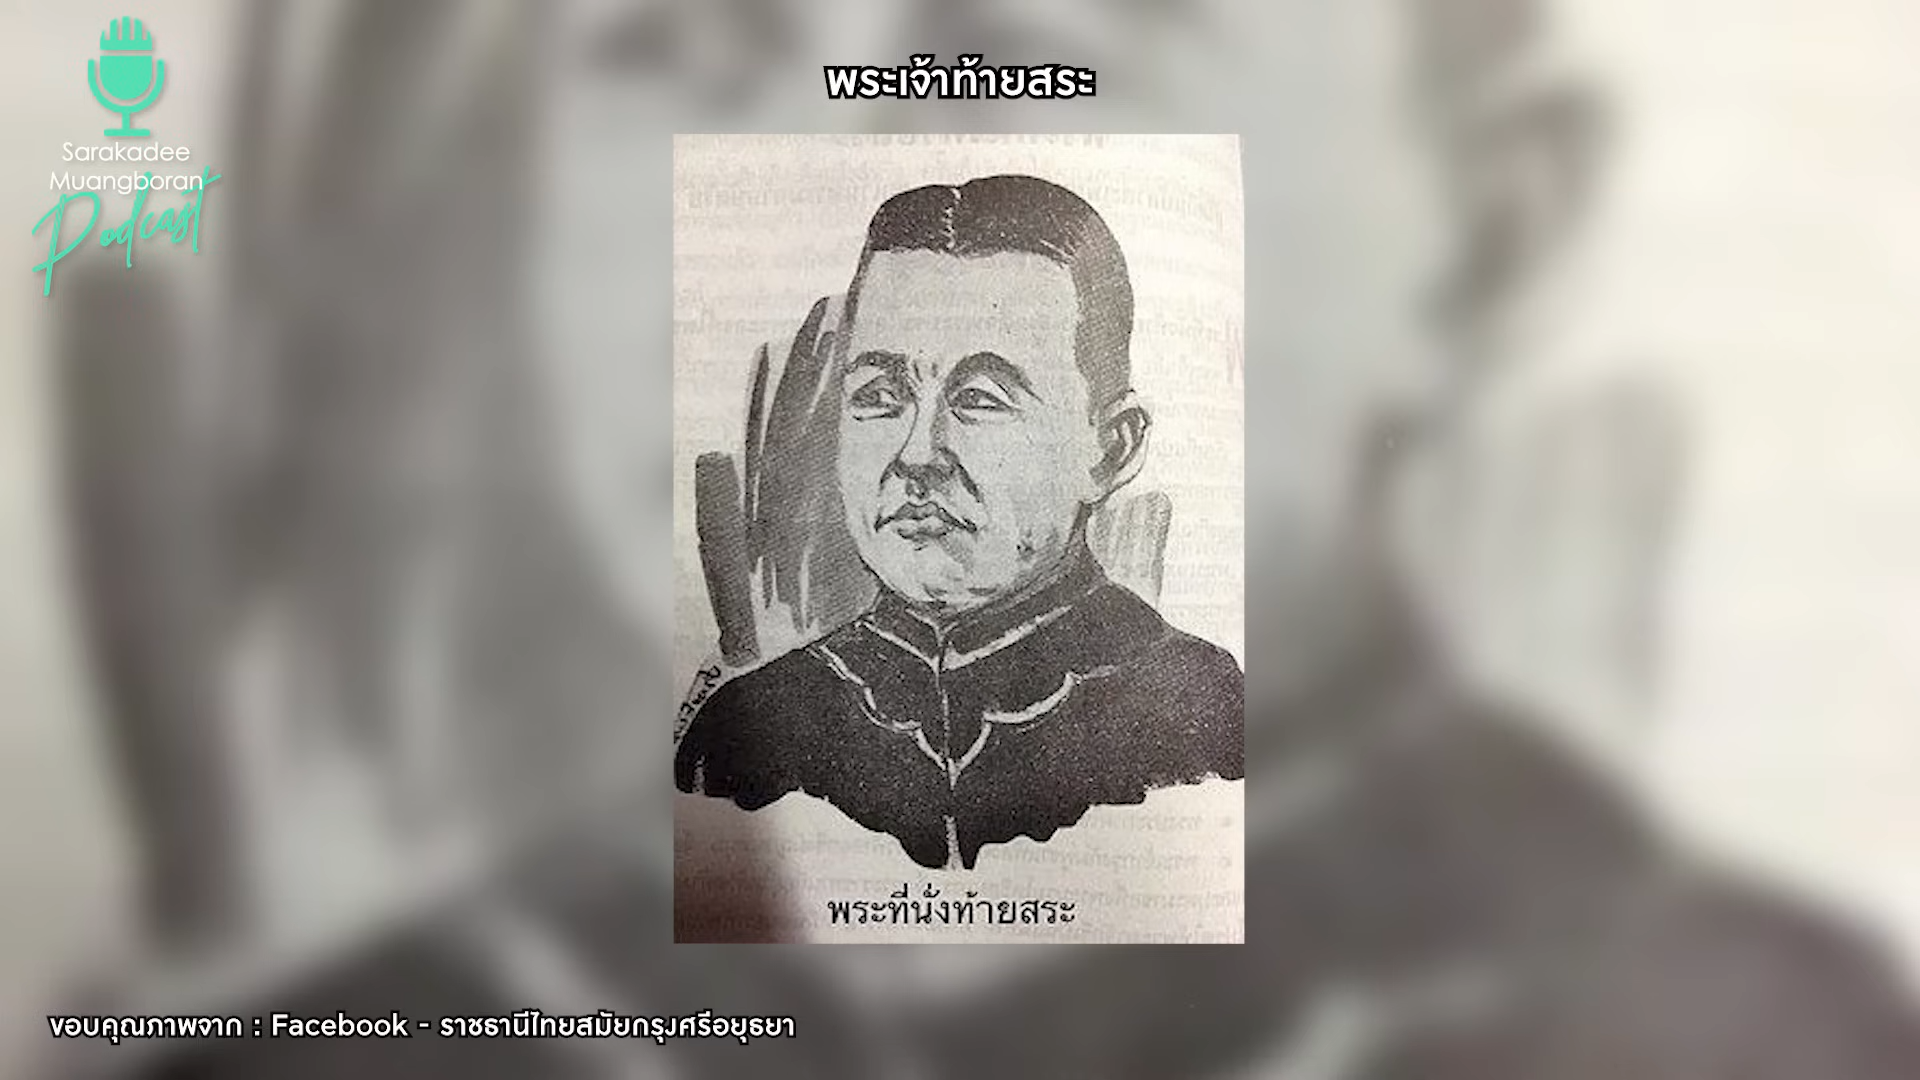 พระเจ้าท้ายสระ
Sarakadee
Muangboran
Podcast
พระที่นั่งท้ายสระ
ขอบคุณภาพจาก : Facebook - ราชธานีไทยสมัยกรุงศรีอยุธยา